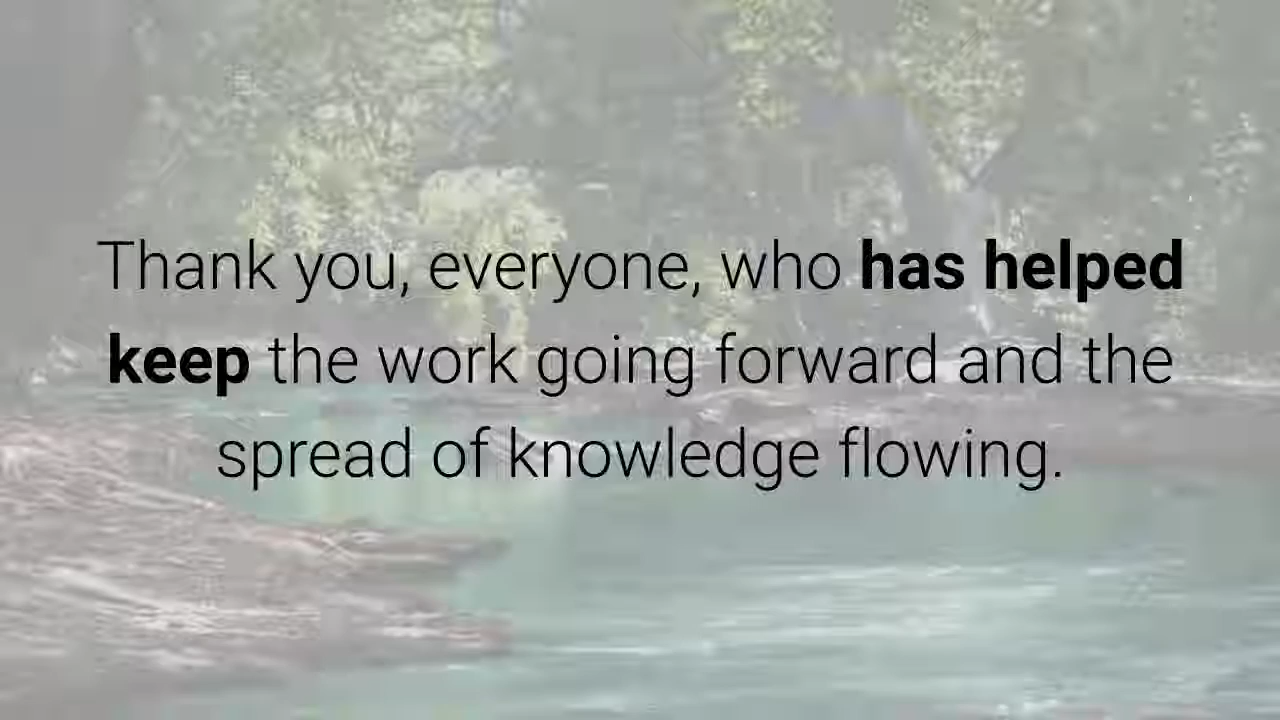 Thank you, everyone, who has helped
keep the work going forward and the
spread of knowledge flowing.